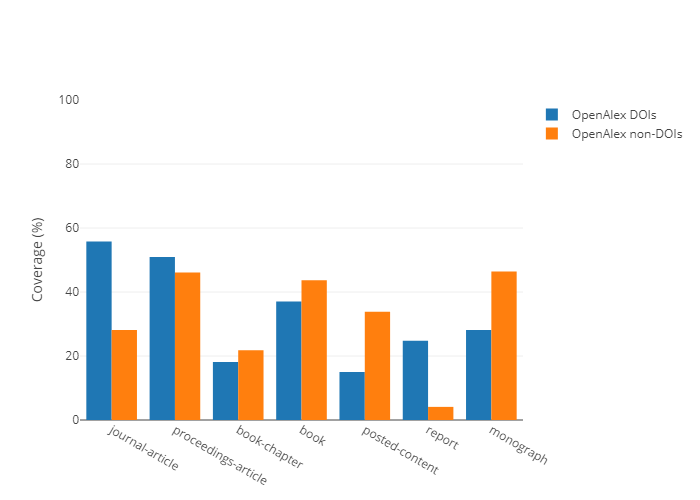 100
80
60
40
20
0
Coverage (%)
journal-article
proceedings-article
book-chapter
book
posted-content
report
monograph
OpenAlex DOIs
OpenAlex non-DOIs